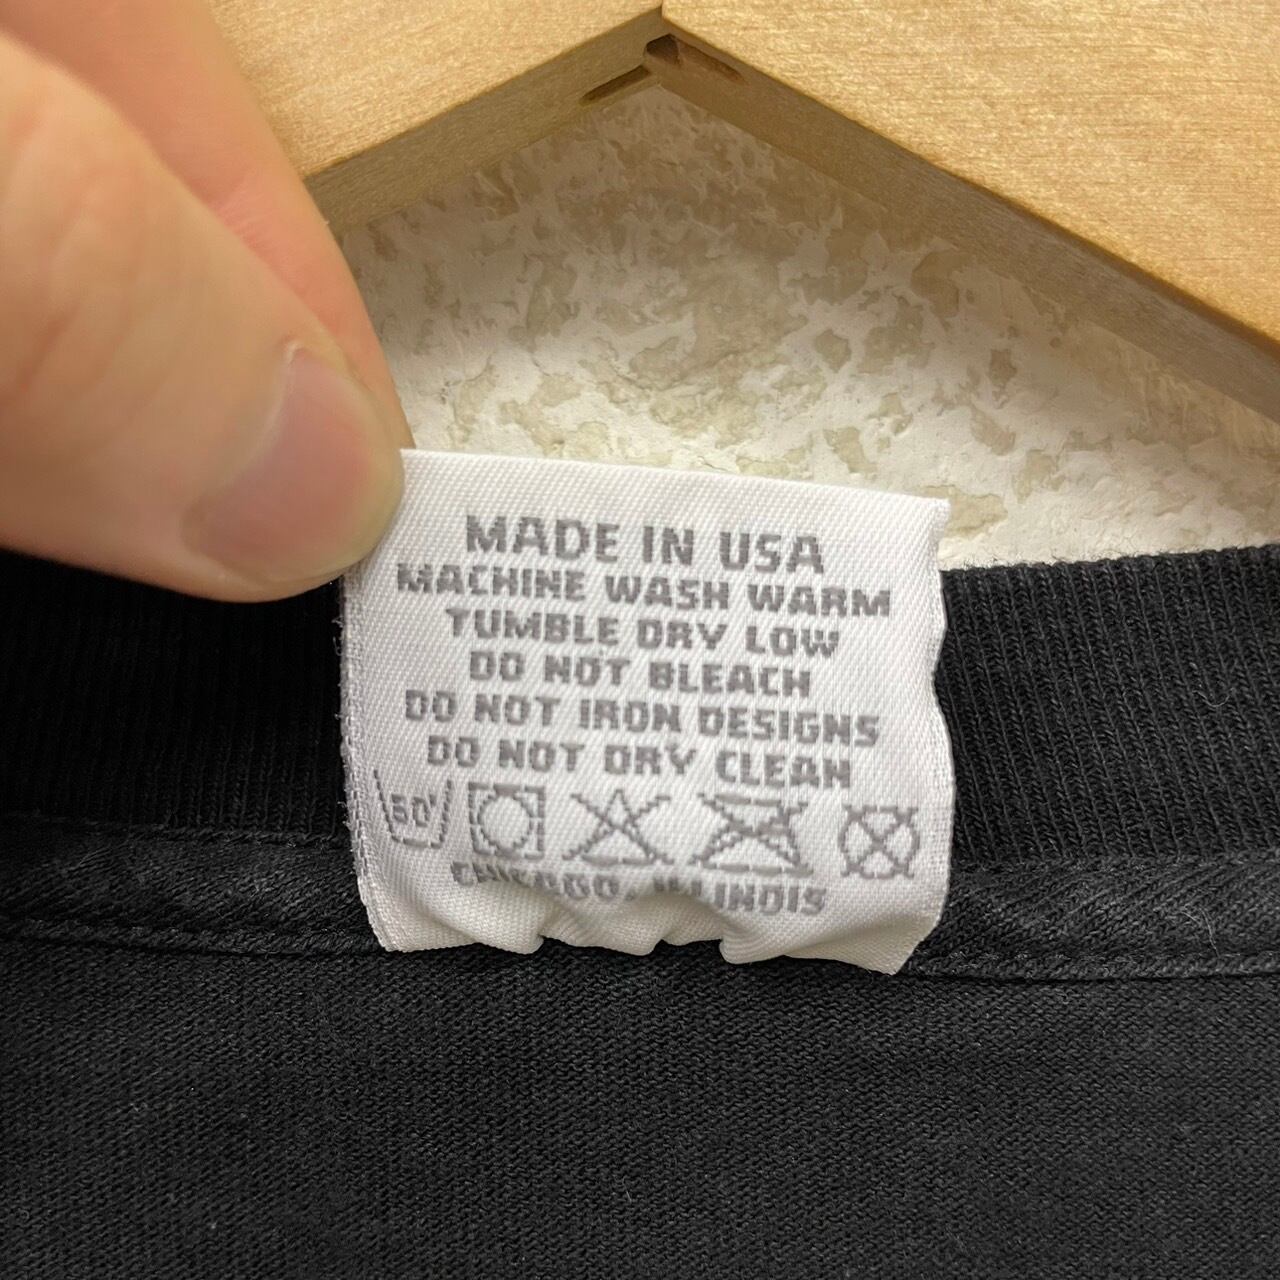 MADE IN USA
MACHINE WASH WARM
TUMBLE DRY LOW
DO NOT BLEACH
DO NOT IRON DESIGNS
DO NOT DRY CLEAN
50°
CHICAGO, ILLINOIS